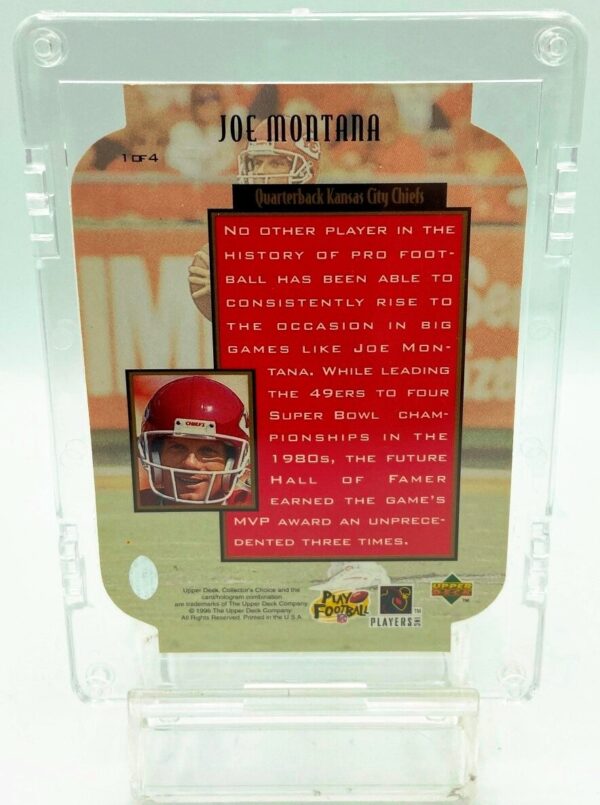 JOE MONTANA
1 OF 4
Quarterback Kansas City Chiefs
NO OTHER PLAYER IN THE
HISTORY OF PRO FOOT-
BALL HAS BEEN ABLE TO
CONSISTENTLY RISE TO
THE OCCASION IN BIG
GAMES LIKE JOE MON-
TANA. WHILE LEADING
THE 49ERS TO FOUR
SUPER BOWL CHAM-
PIONSHIPS IN THE
1980S, THE FUTURE
HALL OF FAMER
EARNED THE GAME'S
MVP AWARD AN UNPRECE-
DENTED THREE TIMES.
CHIEFS
Upper Deck, Collector's Choice and the
card/hologram combination
are trademarks of The Upper Deck Company.
© 1996 The Upper Deck Company.
All Rights Reserved. Printed in the U.S.A.
PLAY
FOOTBALL
PLAYERS INC
TM
UPPER
DECK
TM